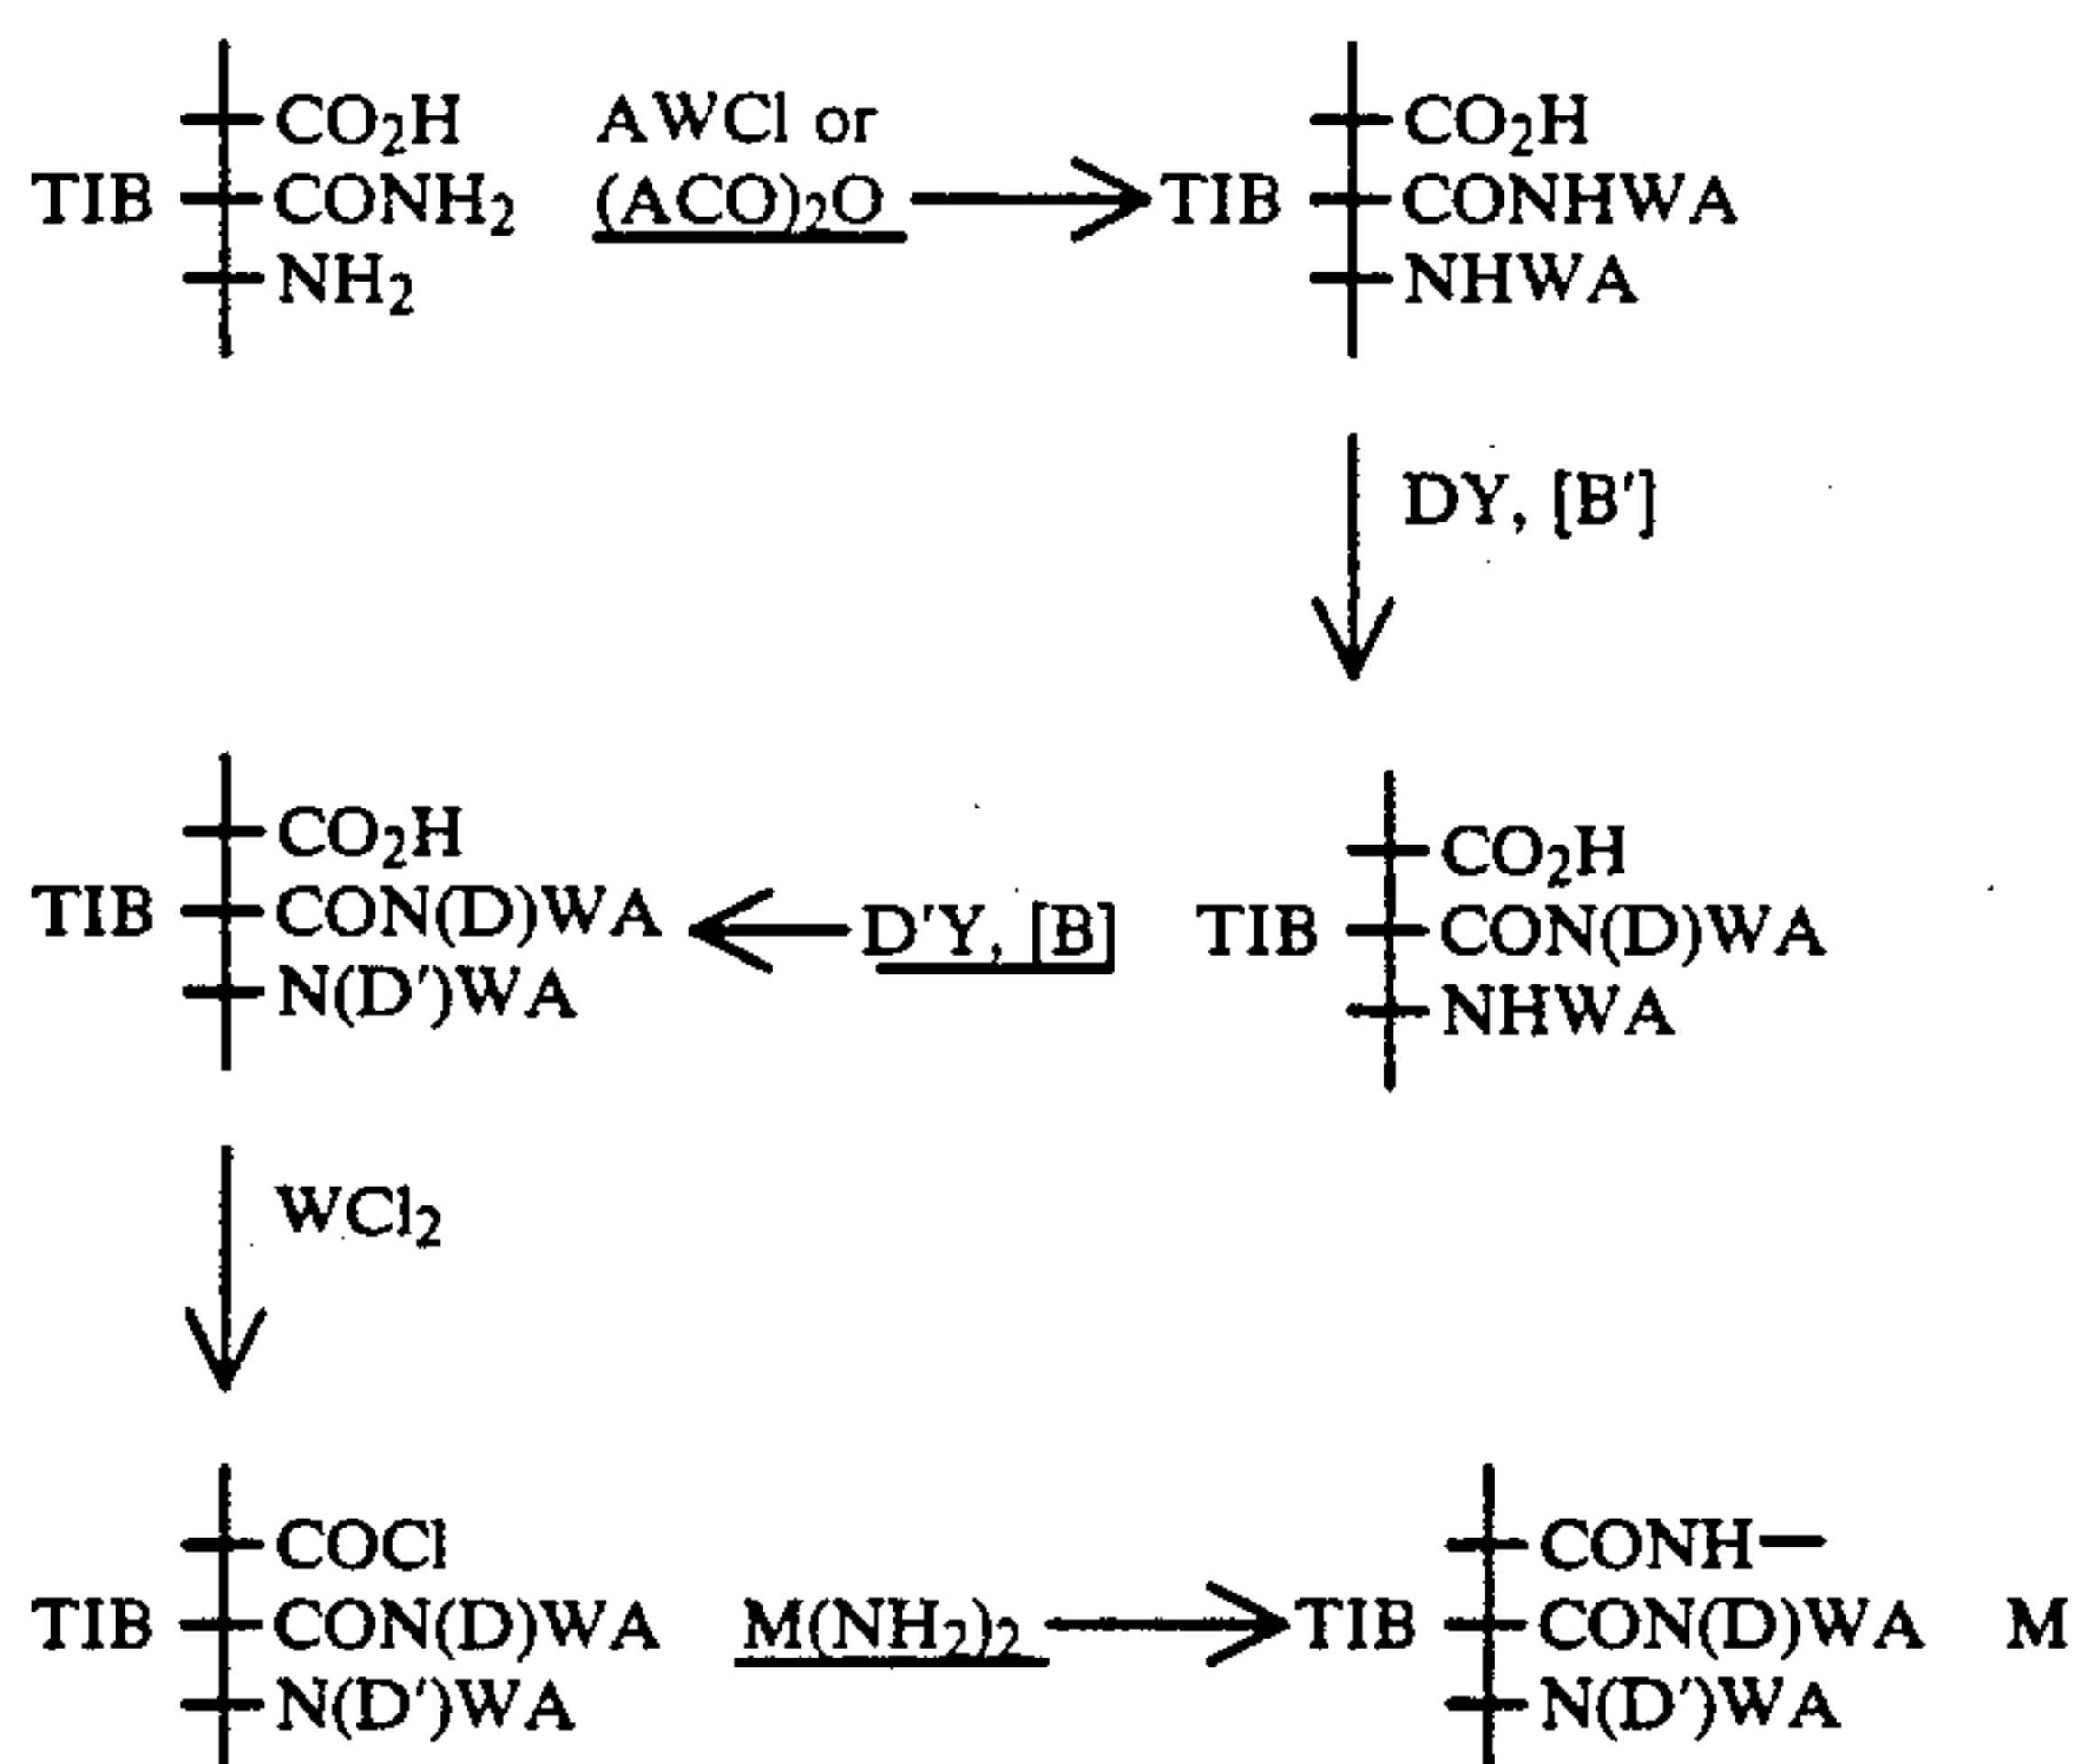 CO₂H
TIB CONH₂
NH₂
AWCl or
(ACO)₂O
CO₂H
TIB CONHWA
NHWA
DY, [B']
CO₂H
TIB CON(D)WA
NHWA
D'Y, [B]
CO₂H
TIB CON(D)WA
N(D')WA
WCl₂
COCl
TIB CON(D)WA
N(D')WA
M(NH₂)₂
CONH—
TIB CON(D)WA M
N(D')WA